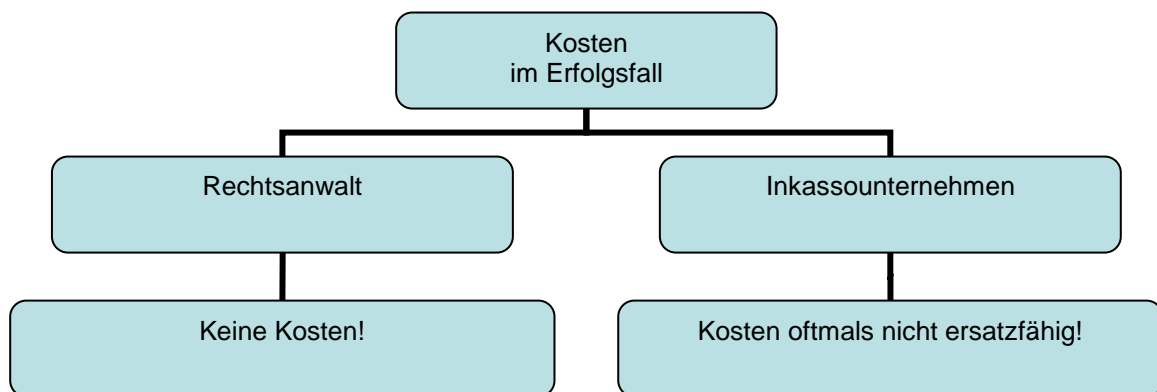 Kosten
im Erfolgsfall
Rechtsanwalt
Inkassounternehmen
Keine Kosten!
Kosten oftmals nicht ersatzfähig!